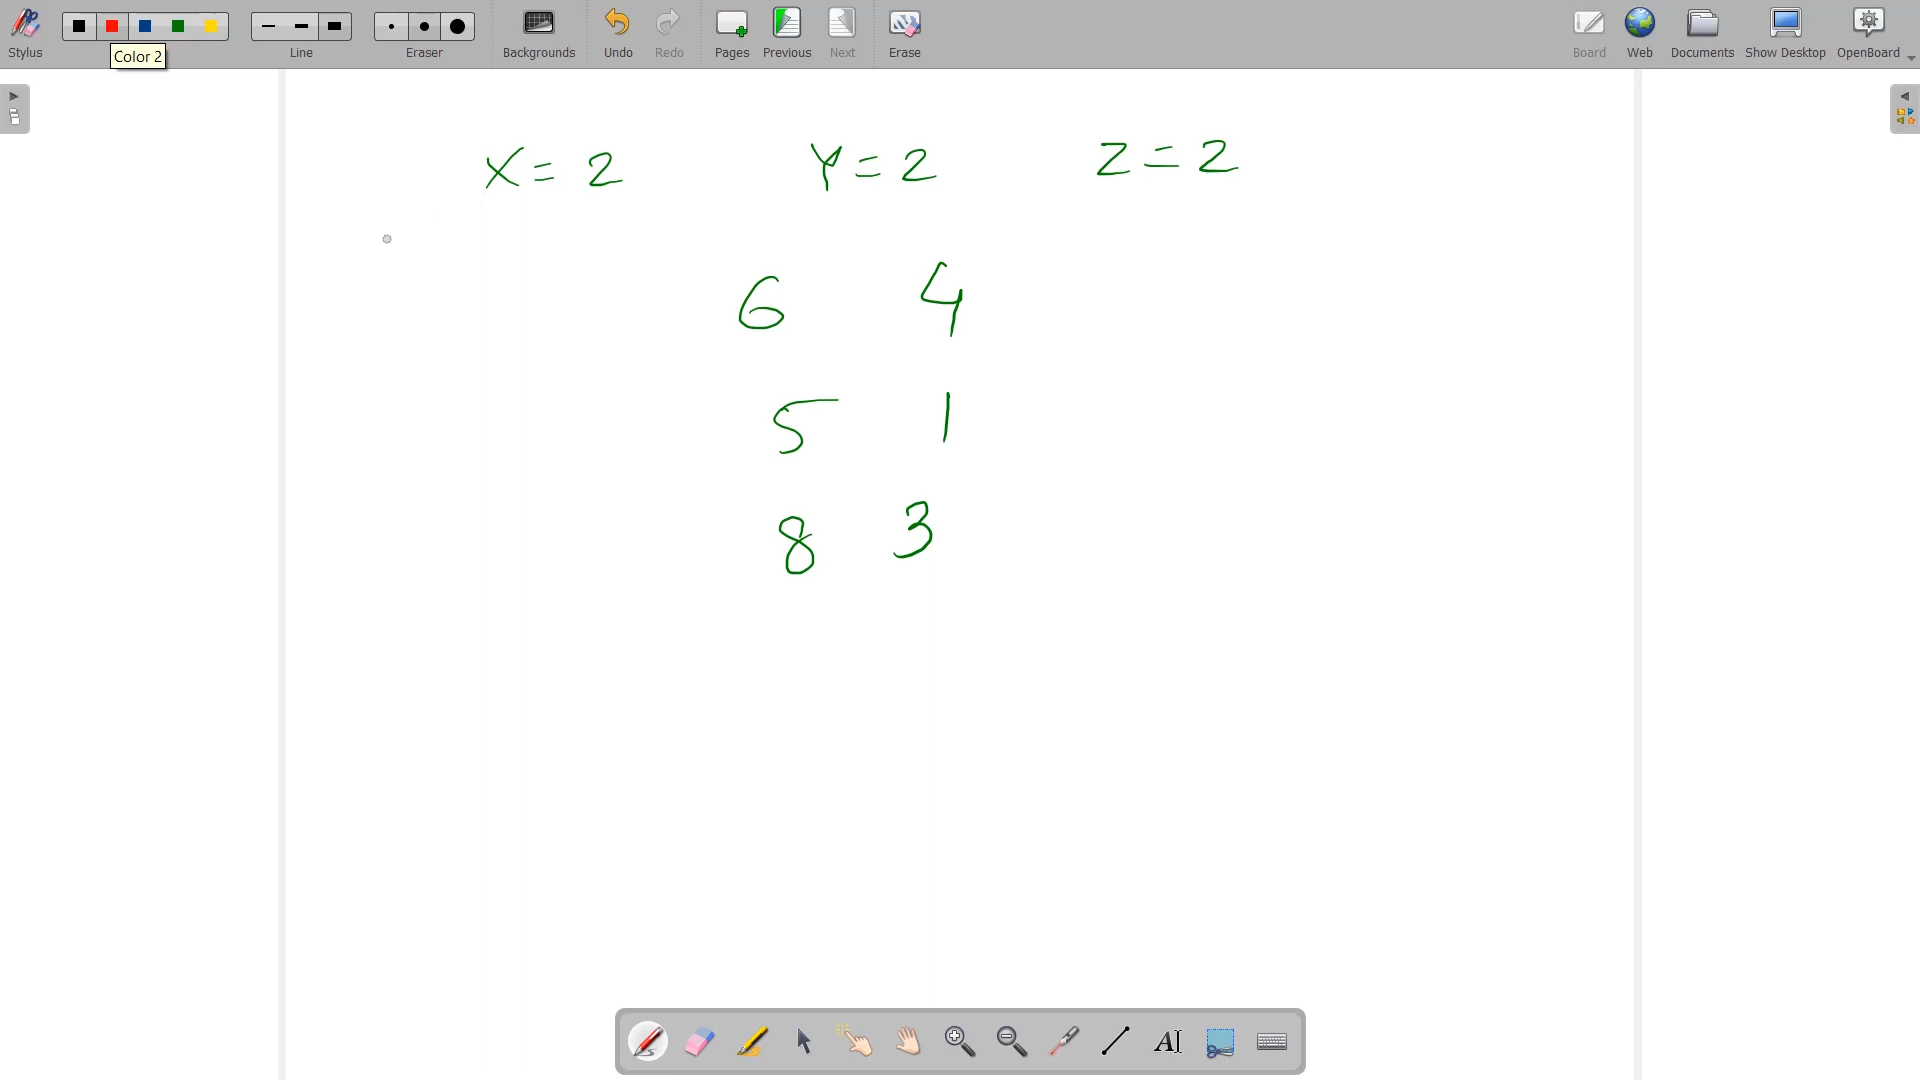 Stylus Line Eraser Backgrounds Undo Redo Pages Previous Next Erase Board Web Documents Show Desktop OpenBoard
Color 2
X = 2 Y = 2 Z = 2
6 4
5 1
8 3